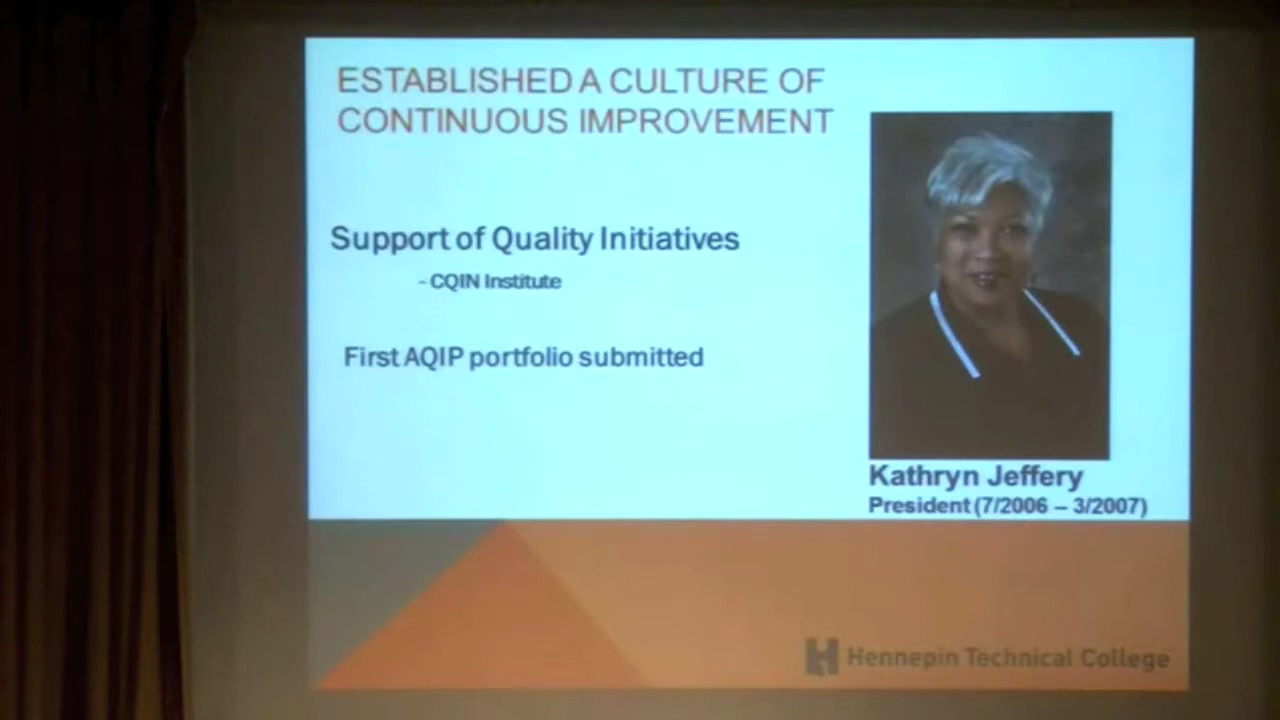 ESTABLISHED A CULTURE OF
CONTINUOUS IMPROVEMENT
Support of Quality Initiatives
- CQIN Institute
First AQIP portfolio submitted
Kathryn Jeffery
President (7/2006 – 3/2007)
Hennepin Technical College